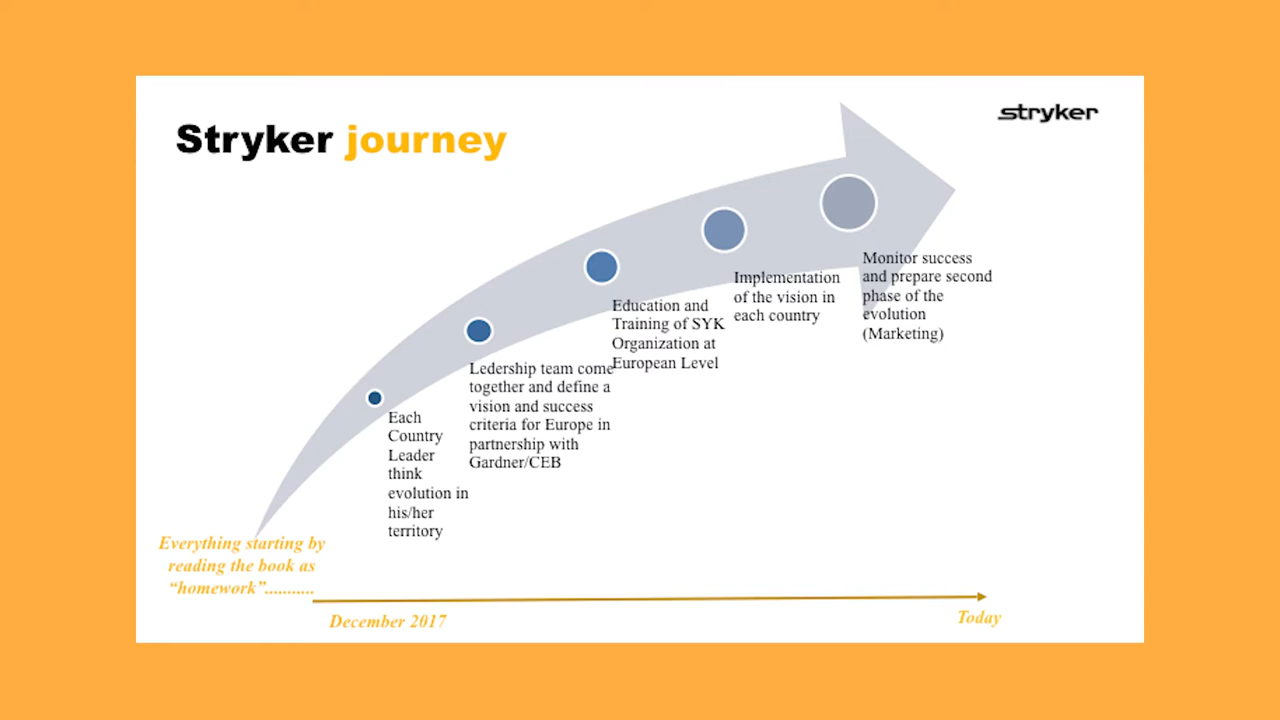 Stryker journey
stryker
Each
Country
Leader
think
evolution in
his/her
territory
Ledership team come
together and define a
vision and success
criteria for Europe in
partnership with
Gardner/CEB
Education and
Training of SYK
Organization at
European Level
Implementation
of the vision in
each country
Monitor success
and prepare second
phase of the
evolution
(Marketing)
Everything starting by
reading the book as
“homework”...........
December 2017
Today